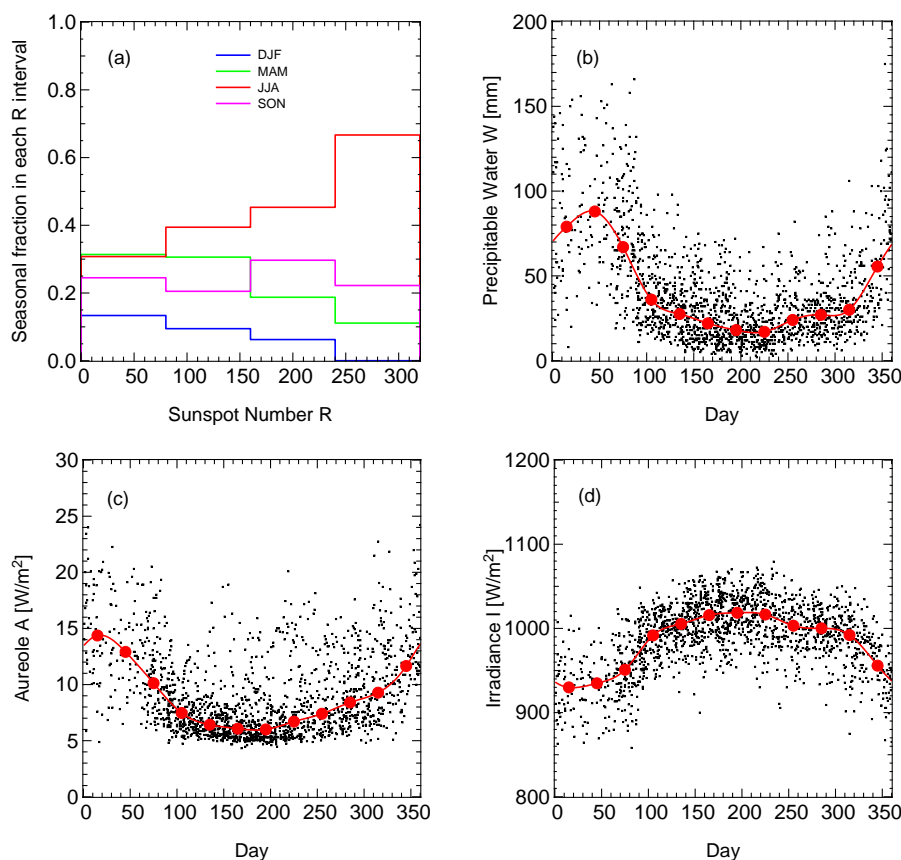 (a)
DJF
MAM
JJA
SON
Seasonal fraction in each R interval
1.0
0.8
0.6
0.4
0.2
0.0
0 50 100 150 200 250 300
Sunspot Number R
(b)
Precipitable Water W [mm]
200
150
100
50
0
0 50 100 150 200 250 300 350
Day
(c)
Aureole A [W/m²]
30
25
20
15
10
5
0
0 50 100 150 200 250 300 350
Day
(d)
Irradiance I [W/m²]
1200
1100
1000
900
800
0 50 100 150 200 250 300 350
Day